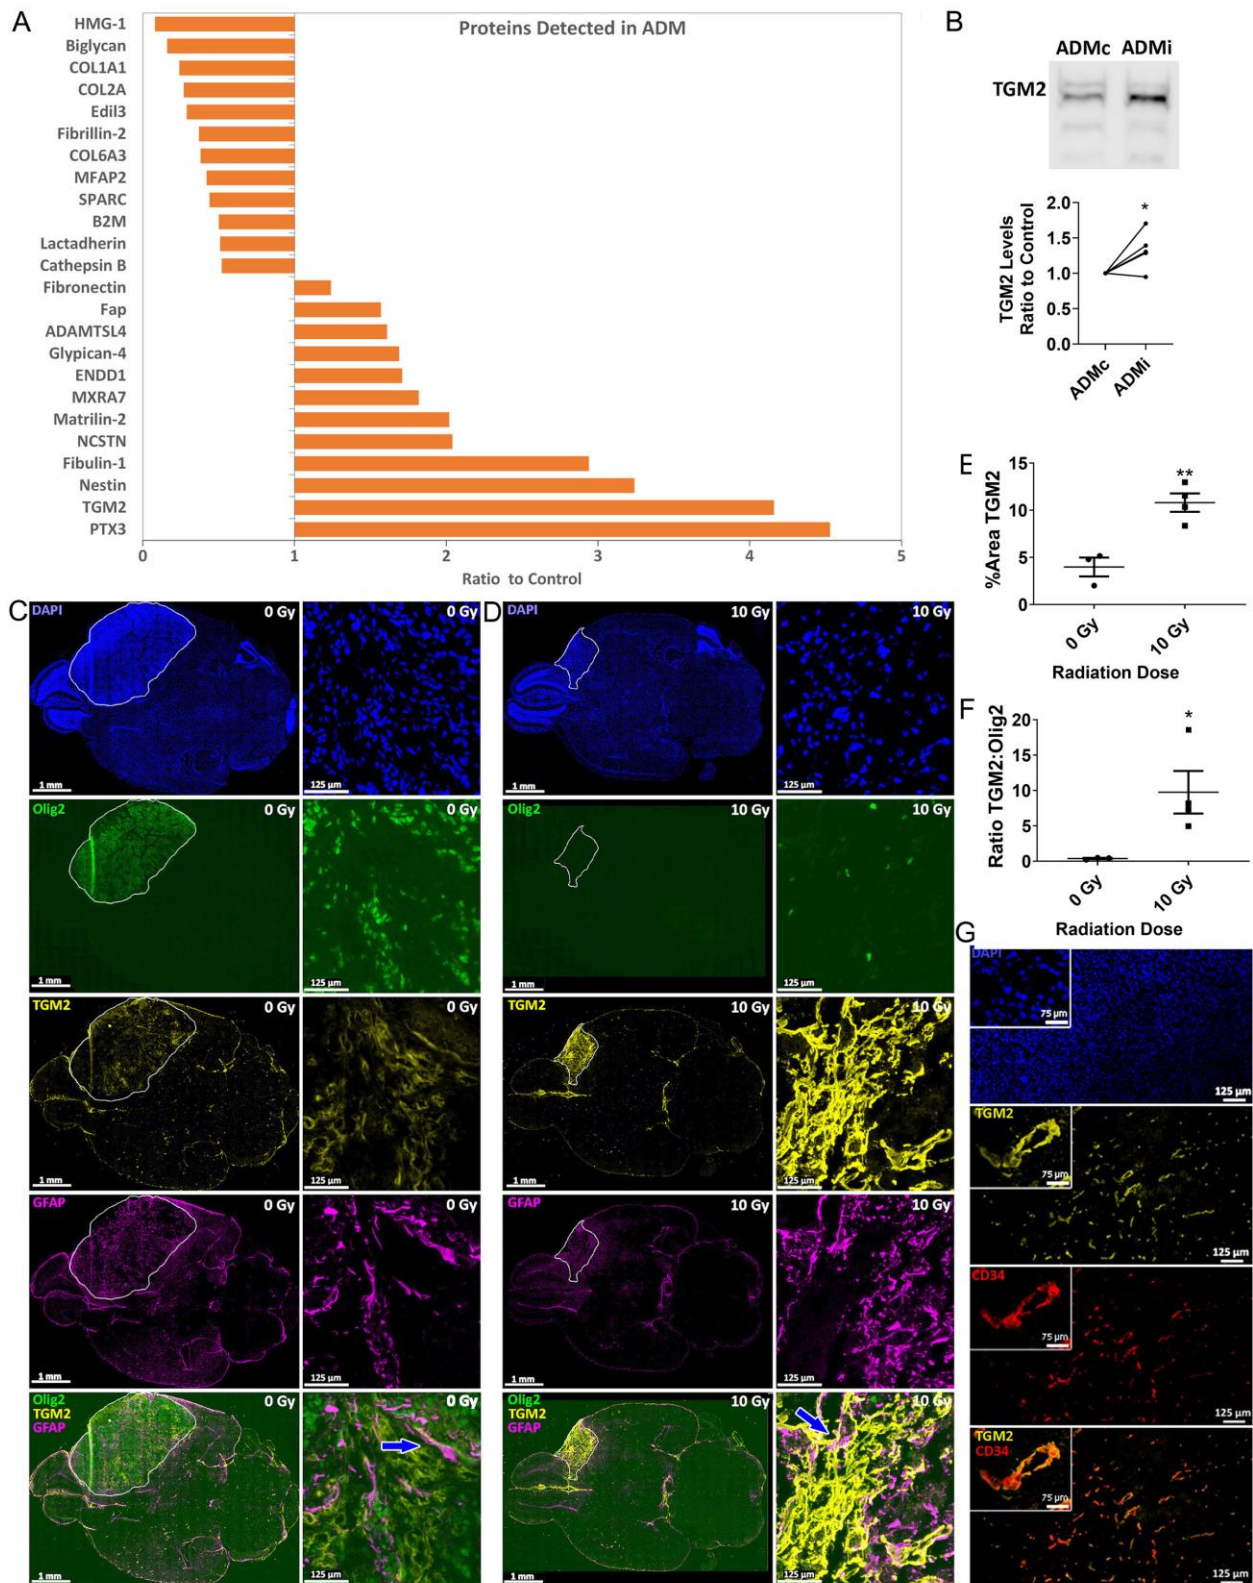 A
Proteins Detected in ADM
HMG-1
Biglycan
COL1A1
COL2A
Edil3
Fibrillin-2
COL6A3
MFAP2
SPARC
B2M
Lactadherin
Cathepsin B
Fibronectin
Fap
ADAMTSL4
Glypican-4
ENDD1
MXRA7
Matrilin-2
NCSTN
Fibulin-1
Nestin
TGM2
PTX3
0 1 2 3 4 5
Ratio to Control
B
ADMc ADMi
TGM2
2.0
1.5
1.0
0.5
0.0
*
TGM2 Levels
Ratio to Control
ADMc
ADMi
E
15
10
5
0
**
%Area TGM2
0 Gy
10 Gy
Radiation Dose
F
20
15
10
5
0
*
Ratio TGM2:Olig2
0 Gy
10 Gy
Radiation Dose
C
DAPI 0 Gy
1 mm
0 Gy
125 µm
Olig2 0 Gy
1 mm
0 Gy
125 µm
TGM2 0 Gy
1 mm
0 Gy
125 µm
GFAP 0 Gy
1 mm
0 Gy
125 µm
Olig2 0 Gy
TGM2
GFAP
1 mm
0 Gy
125 µm
D
DAPI 10 Gy
1 mm
10 Gy
125 µm
Olig2 10 Gy
1 mm
10 Gy
125 µm
TGM2 10 Gy
1 mm
10 Gy
125 µm
GFAP 10 Gy
1 mm
10 Gy
125 µm
Olig2 10 Gy
TGM2
GFAP
1 mm
10 Gy
125 µm
G
DAPI
75 µm
125 µm
TGM2
75 µm
125 µm
CD34
75 µm
125 µm
TGM2
CD34
75 µm
125 µm